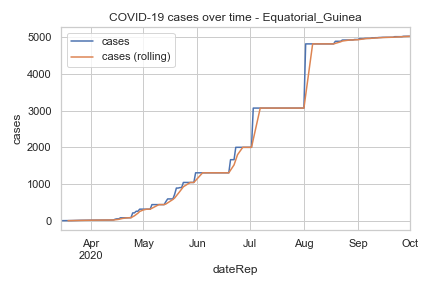 COVID-19 cases over time - Equatorial_Guinea
cases
cases (rolling)
5000
4000
3000
2000
1000
0
cases
Apr
2020
May
Jun
Jul
Aug
Sep
Oct
dateRep